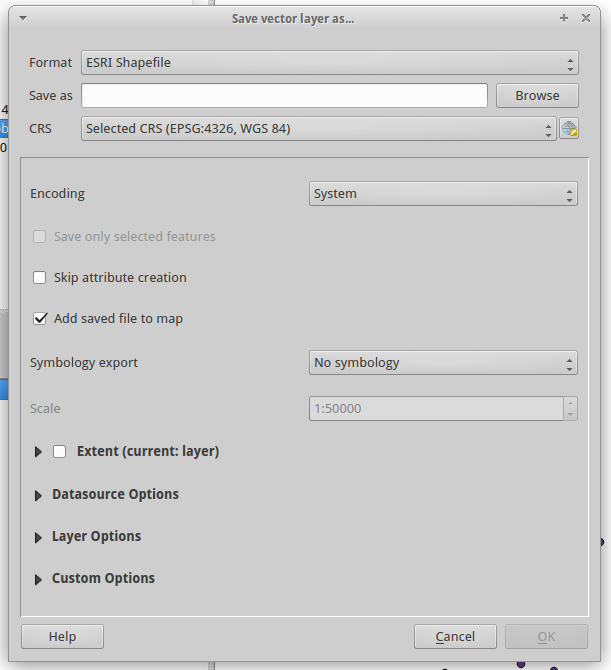 Save vector layer as...
Format ESRI Shapefile
Save as Browse
CRS Selected CRS (EPSG:4326, WGS 84)
Encoding System
Save only selected features
Skip attribute creation
Add saved file to map
Symbology export No symbology
Scale 1:50000
Extent (current: layer)
Datasource Options
Layer Options
Custom Options
Help Cancel OK